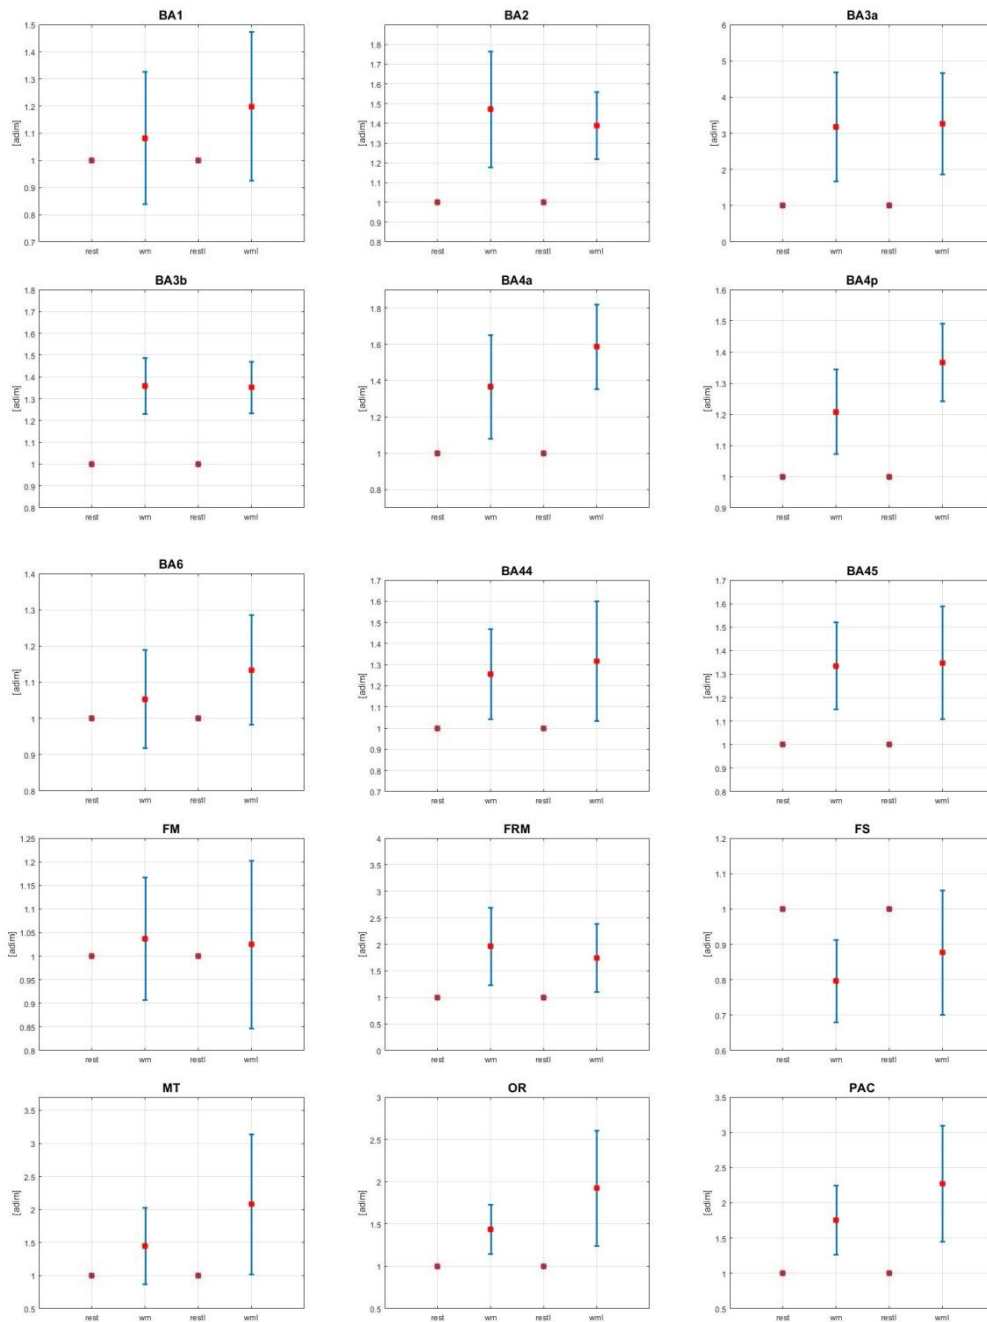 BA1
1.5
1.4
1.3
1.2
1.1
1
0.9
0.8
0.7
[adim]
rest wm restl wml
BA2
1.8
1.7
1.6
1.5
1.4
1.3
1.2
1.1
1
0.9
0.8
[adim]
rest wm restl wml
BA3a
6
5
4
3
2
1
0
[adim]
rest wm restl wml
BA3b
1.8
1.7
1.6
1.5
1.4
1.3
1.2
1.1
1
0.9
0.8
[adim]
rest wm restl wml
BA4a
1.8
1.6
1.4
1.2
1
0.8
[adim]
rest wm restl wml
BA4p
1.6
1.5
1.4
1.3
1.2
1.1
1
0.9
[adim]
rest wm restl wml
BA6
1.4
1.3
1.2
1.1
1
0.9
0.8
[adim]
rest wm restl wml
BA44
1.7
1.6
1.5
1.4
1.3
1.2
1.1
1
0.9
0.8
0.7
[adim]
rest wm restl wml
BA45
1.7
1.6
1.5
1.4
1.3
1.2
1.1
1
0.9
0.8
[adim]
rest wm restl wml
FM
1.25
1.2
1.15
1.1
1.05
1
0.95
0.9
0.85
0.8
[adim]
rest wm restl wml
FRM
4
3.5
3
2.5
2
1.5
1
0.5
0
[adim]
rest wm restl wml
FS
1.2
1.1
1
0.9
0.8
0.7
0.6
[adim]
rest wm restl wml
MT
3.5
3
2.5
2
1.5
1
0.5
[adim]
rest wm restl wml
OR
3
2.5
2
1.5
1
0.5
[adim]
rest wm restl wml
PAC
3.5
3
2.5
2
1.5
1
0.5
[adim]
rest wm restl wml